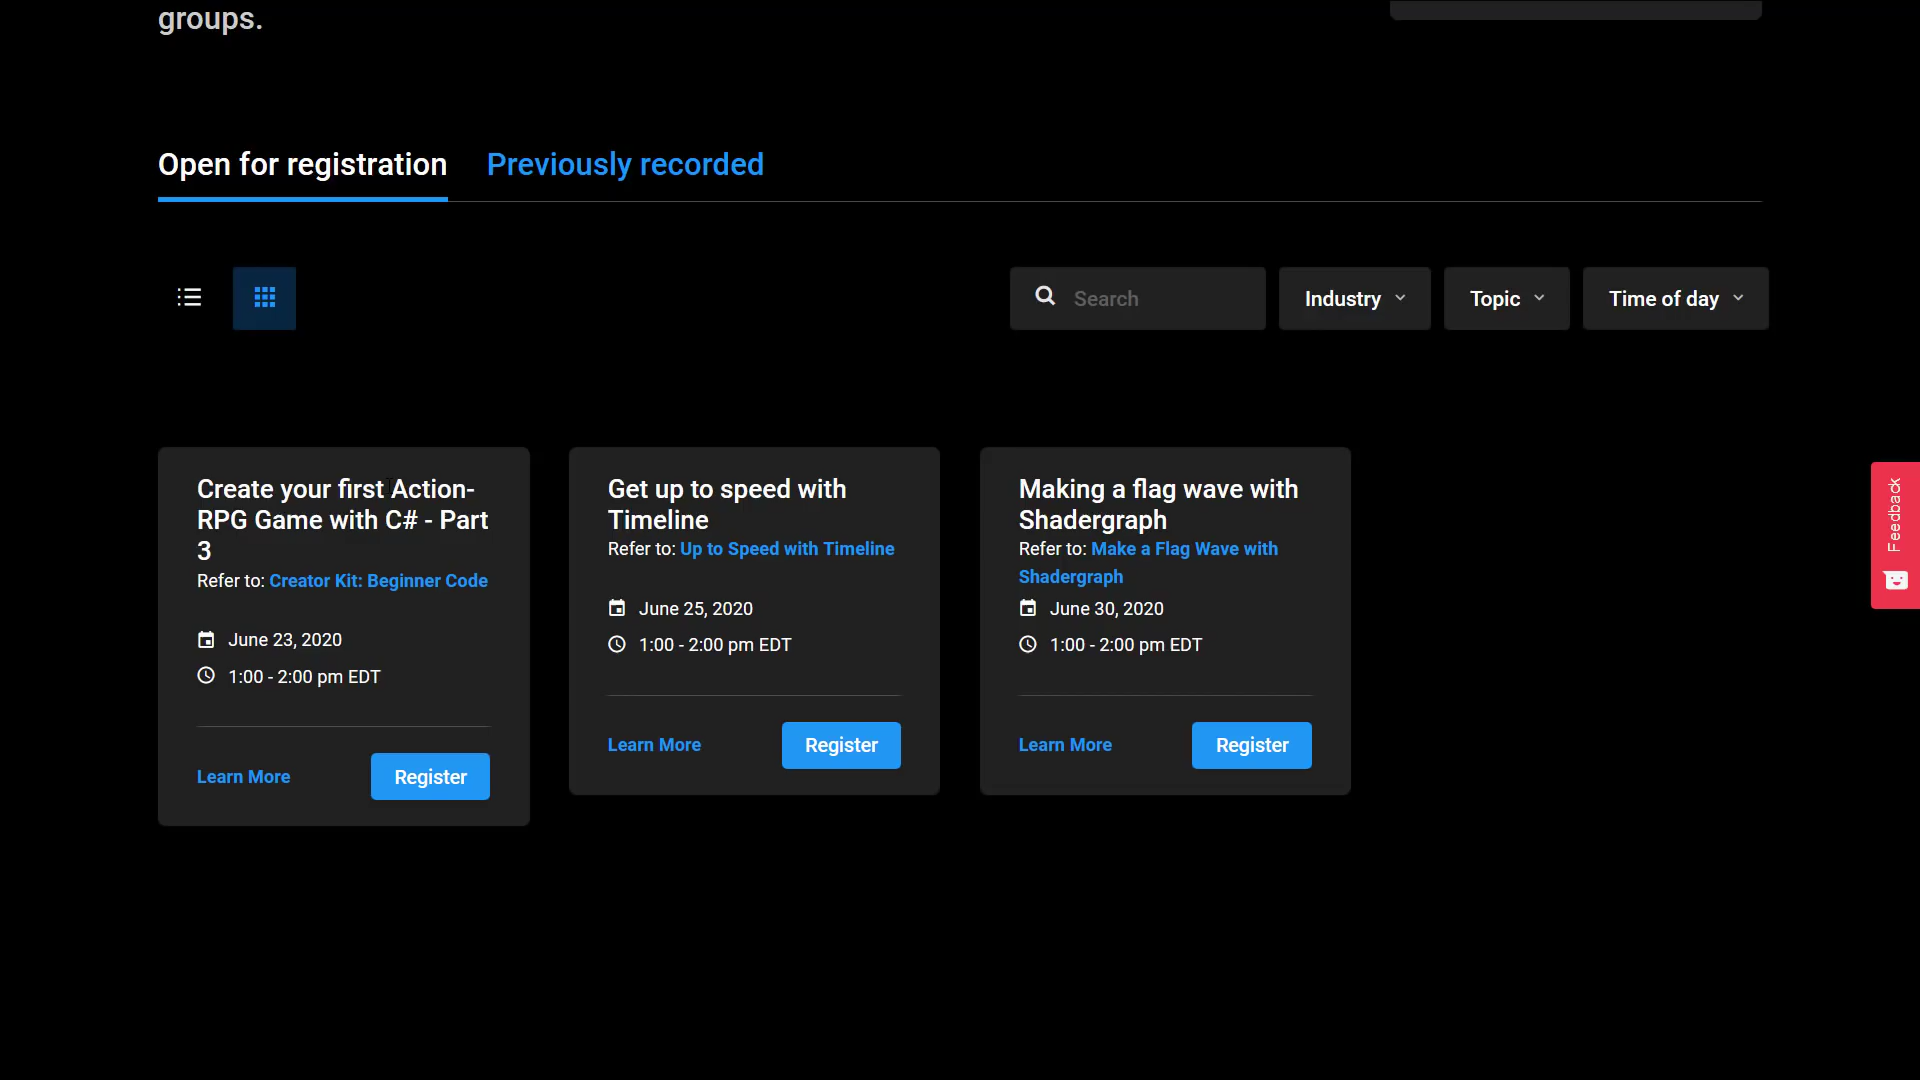 groups.
Open for registration
Previously recorded
Search
Industry
Topic
Time of day
Create your first Action-
RPG Game with C# - Part
3
Refer to: Creator Kit: Beginner Code
June 23, 2020
1:00 - 2:00 pm EDT
Learn More
Register
Get up to speed with
Timeline
Refer to: Up to Speed with Timeline
June 25, 2020
1:00 - 2:00 pm EDT
Learn More
Register
Making a flag wave with
Shadergraph
Refer to: Make a Flag Wave with
Shadergraph
June 30, 2020
1:00 - 2:00 pm EDT
Learn More
Register
Feedback